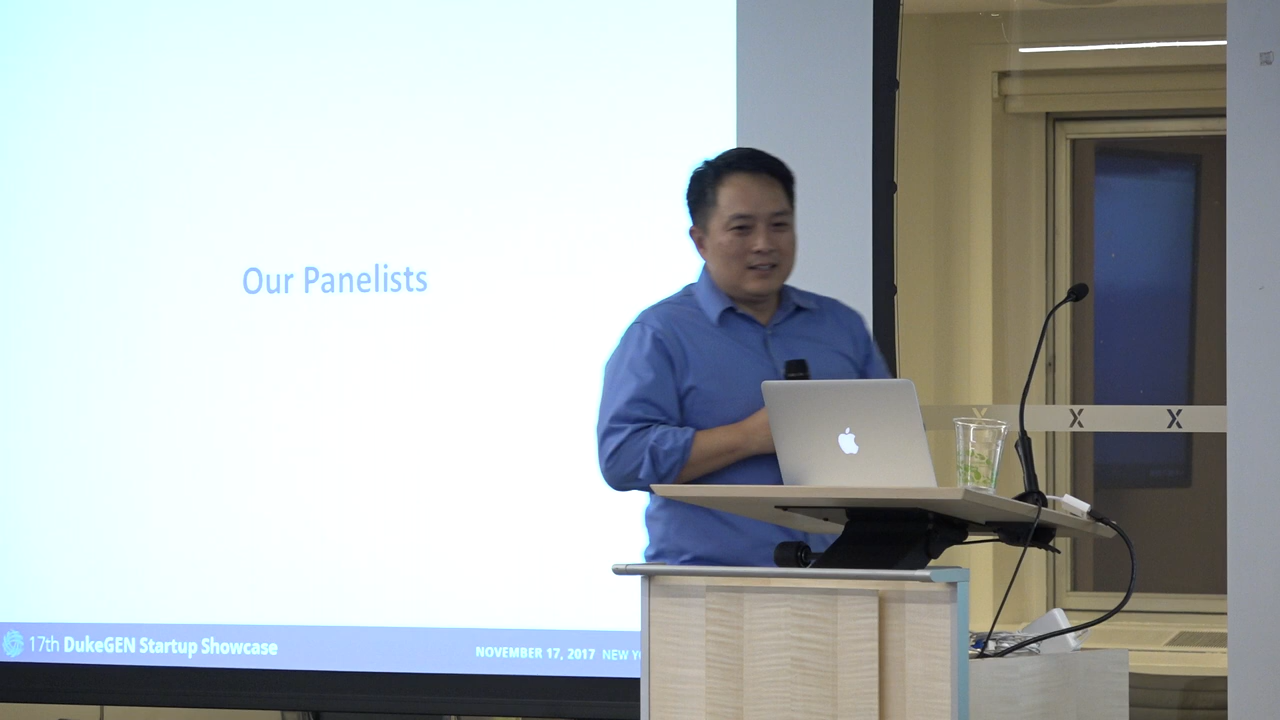 Our Panelists
17th DukeGEN Startup Showcase
NOVEMBER 17, 2017 NEW
X X X